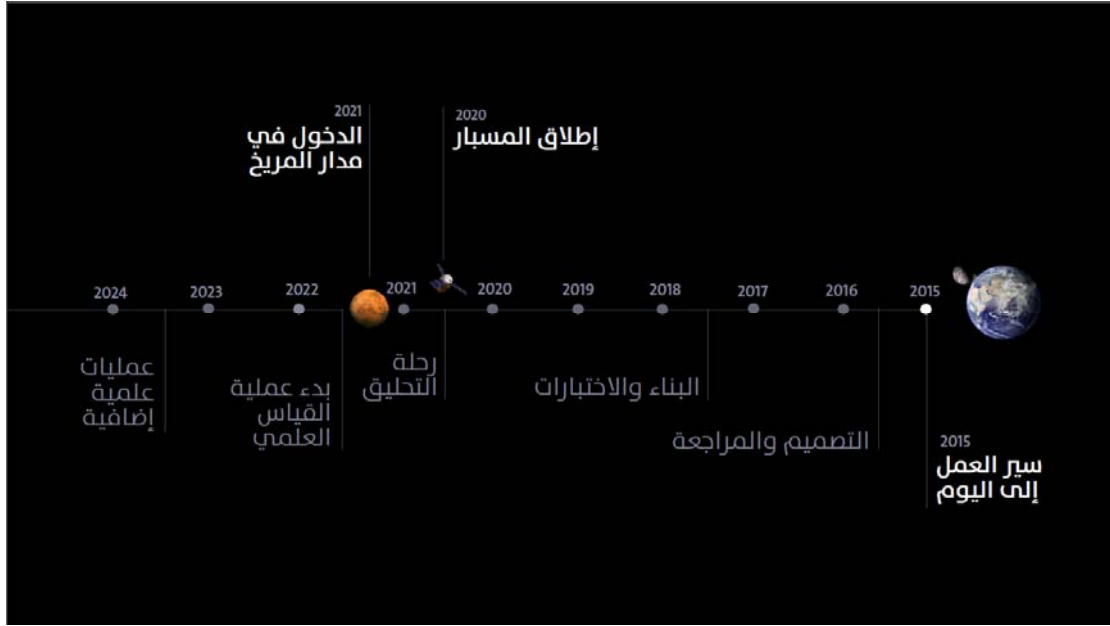 2020
إطلاق المسبار
2021
الدخول في
مدار المريخ
2015
2016
2017
2018
2019
2020
2021
2022
2023
2024
2015
سير العمل
إلى اليوم
التصميم والمراجعة
البناء والاختبارات
رحلة
التحليق
بدء عملية
القياس
العلمي
عمليات
علمية
إضافية